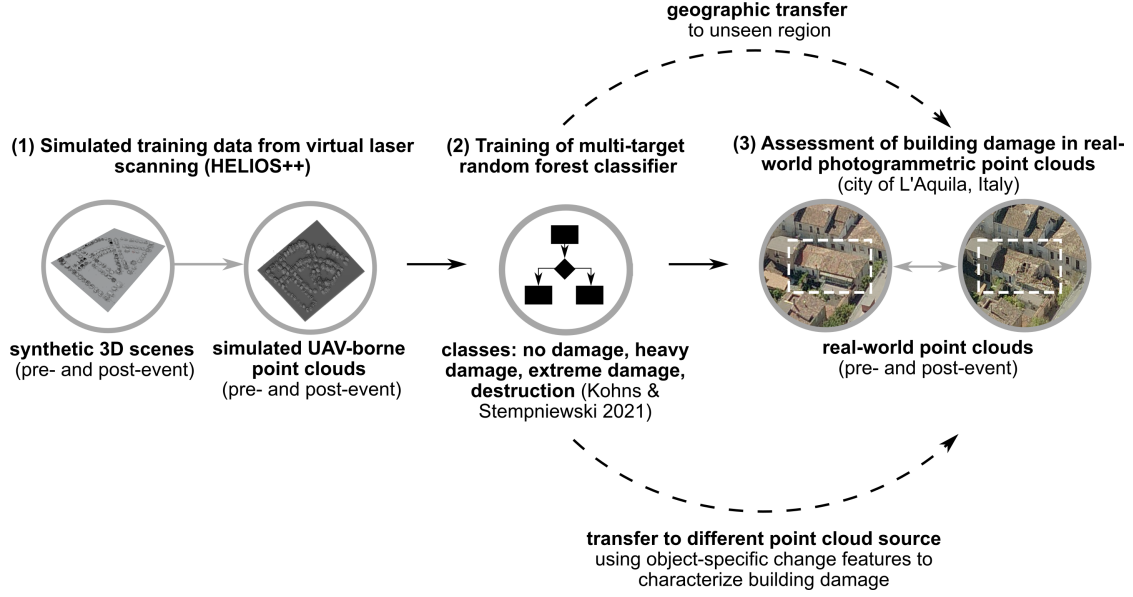 geographic transfer
to unseen region
(1) Simulated training data from virtual laser
scanning (HELIOS++)
(2) Training of multi-target
random forest classifier
(3) Assessment of building damage in real-
world photogrammetric point clouds
(city of L'Aquila, Italy)
synthetic 3D scenes
(pre- and post-event)
simulated UAV-borne
point clouds
(pre- and post-event)
classes: no damage, heavy
damage, extreme damage,
destruction (Kohns &
Stempniewski 2021)
real-world point clouds
(pre- and post-event)
transfer to different point cloud source
using object-specific change features to
characterize building damage